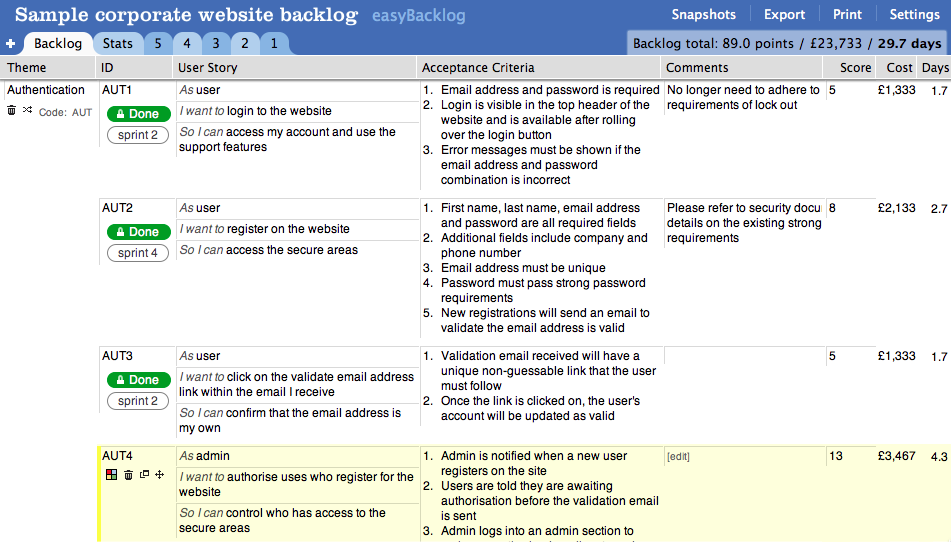 Sample corporate website backlog easyBacklog
Snapshots Export Print Settings
Backlog Stats 5 4 3 2 1
Backlog total: 89.0 points / £23,733 / 29.7 days
Theme ID User Story Acceptance Criteria Comments Score Cost Days
Authentication
Code: AUT
AUT1
Done
sprint 2
As user
I want to login to the website
So I can access my account and use the
support features
1. Email address and password is required
2. Login is visible in the top header of the
website and is available after rolling
over the login button
3. Error messages must be shown if the
email address and password
combination is incorrect
No longer need to adhere to
requirements of lock out
5 £1,333 1.7
AUT2
Done
sprint 4
As user
I want to register on the website
So I can access the secure areas
1. First name, last name, email address
and password are all required fields
2. Additional fields include company and
phone number
3. Email address must be unique
4. Password must pass strong password
requirements
5. New registrations will send an email to
validate the email address is valid
Please refer to security docu
details on the existing strong
requirements
8 £2,133 2.7
AUT3
Done
sprint 2
As user
I want to click on the validate email address
link within the email I receive
So I can confirm that the email address is
my own
1. Validation email received will have a
unique non-guessable link that the user
must follow
2. Once the link is clicked on, the user's
account will be updated as valid
5 £1,333 1.7
AUT4
As admin
I want to authorise uses who register for the
website
So I can control who has access to the
secure areas
1. Admin is notified when a new user
registers on the site
2. Users are told they are awaiting
authorisation before the validation email
is sent
3. Admin logs into an admin section to
[edit]
13 £3,467 4.3